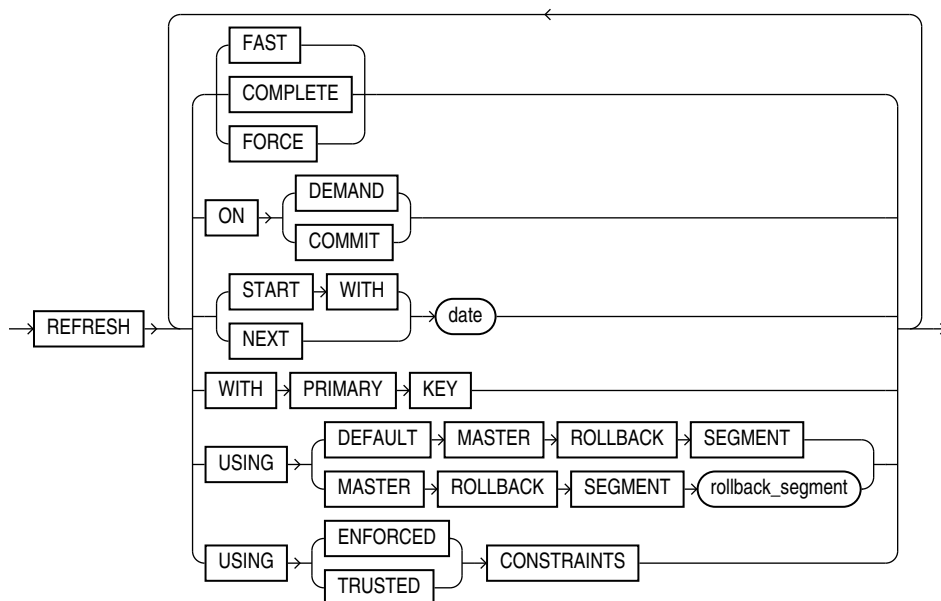 FAST
COMPLETE
FORCE
ON DEMAND
COMMIT
START WITH
NEXT
date
REFRESH
WITH PRIMARY KEY
USING DEFAULT MASTER ROLLBACK SEGMENT
MASTER ROLLBACK SEGMENT rollback_segment
USING ENFORCED
TRUSTED
CONSTRAINTS